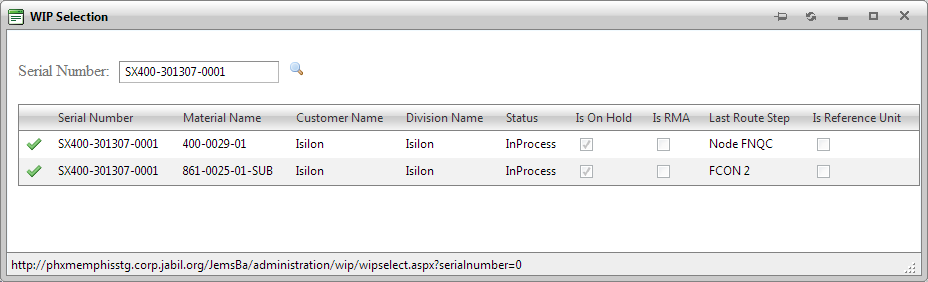 WIP Selection
Serial Number: SX400-301307-0001
Serial Number Material Name Customer Name Division Name Status Is On Hold Is RMA Last Route Step Is Reference Unit
SX400-301307-0001 400-0029-01 Isilon Isilon InProcess Node FNQC
SX400-301307-0001 861-0025-01-SUB Isilon Isilon InProcess FCON 2
http://phxmemphisstg.corp.jabil.org/JemsBa/administration/wip/wipselect.aspx?serialnumber=0